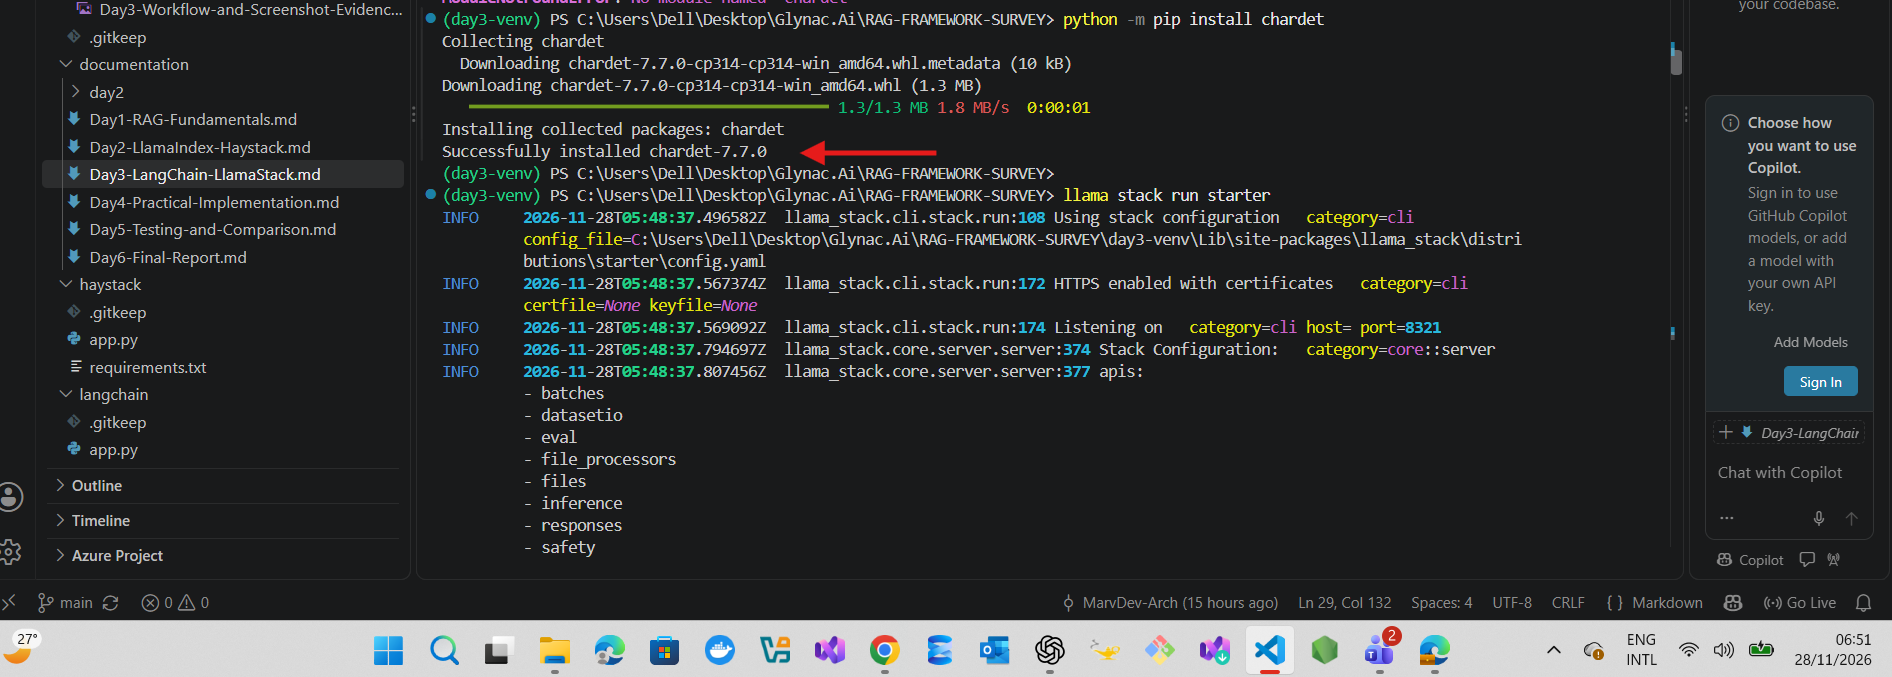 Day3-Workflow-and-Screenshot-Evidenc...
.gitkeep
documentation
day2
Day1-RAG-Fundamentals.md
Day2-LlamaIndex-Haystack.md
Day3-LangChain-LlamaStack.md
Day4-Practical-Implementation.md
Day5-Testing-and-Comparison.md
Day6-Final-Report.md
haystack
.gitkeep
app.py
requirements.txt
langchain
.gitkeep
app.py
Outline
Timeline
Azure Project
ModuleNotFoundError: No module named 'chardet'
(day3-venv) PS C:\Users\Dell\Desktop\Glynac.Ai\RAG-FRAMEWORK-SURVEY> python -m pip install chardet
Collecting chardet
Downloading chardet-7.7.0-cp314-cp314-win_amd64.whl.metadata (10 kB)
Downloading chardet-7.7.0-cp314-cp314-win_amd64.whl (1.3 MB)
1.3/1.3 MB 1.8 MB/s 0:00:01
Installing collected packages: chardet
Successfully installed chardet-7.7.0
(day3-venv) PS C:\Users\Dell\Desktop\Glynac.Ai\RAG-FRAMEWORK-SURVEY>
(day3-venv) PS C:\Users\Dell\Desktop\Glynac.Ai\RAG-FRAMEWORK-SURVEY> llama stack run starter
INFO 2026-11-28T05:48:37.496582Z llama_stack.cli.stack.run:108 Using stack configuration category=cli
config_file=C:\Users\Dell\Desktop\Glynac.Ai\RAG-FRAMEWORK-SURVEY\day3-venv\Lib\site-packages\llama_stack\distri
butions\starter\config.yaml
INFO 2026-11-28T05:48:37.567374Z llama_stack.cli.stack.run:172 HTTPS enabled with certificates category=cli
certfile=None keyfile=None
INFO 2026-11-28T05:48:37.569092Z llama_stack.cli.stack.run:174 Listening on category=cli host= port=8321
INFO 2026-11-28T05:48:37.794697Z llama_stack.core.server.server:374 Stack Configuration: category=core::server
INFO 2026-11-28T05:48:37.807456Z llama_stack.core.server.server:377 apis:
- batches
- datasetio
- eval
- file_processors
- files
- inference
- responses
- safety
your codebase.
Choose how
you want to use
Copilot.
Sign in to use
GitHub Copilot
models, or add
a model with
your own API
key.
Add Models
Sign In
Day3-LangChain
Chat with Copilot
Copilot
main
0
0
MarvDev-Arch (15 hours ago)
Ln 29, Col 132
Spaces: 4
UTF-8
CRLF
{ } Markdown
Go Live
27°
2
ENG
INTL
06:51
28/11/2026